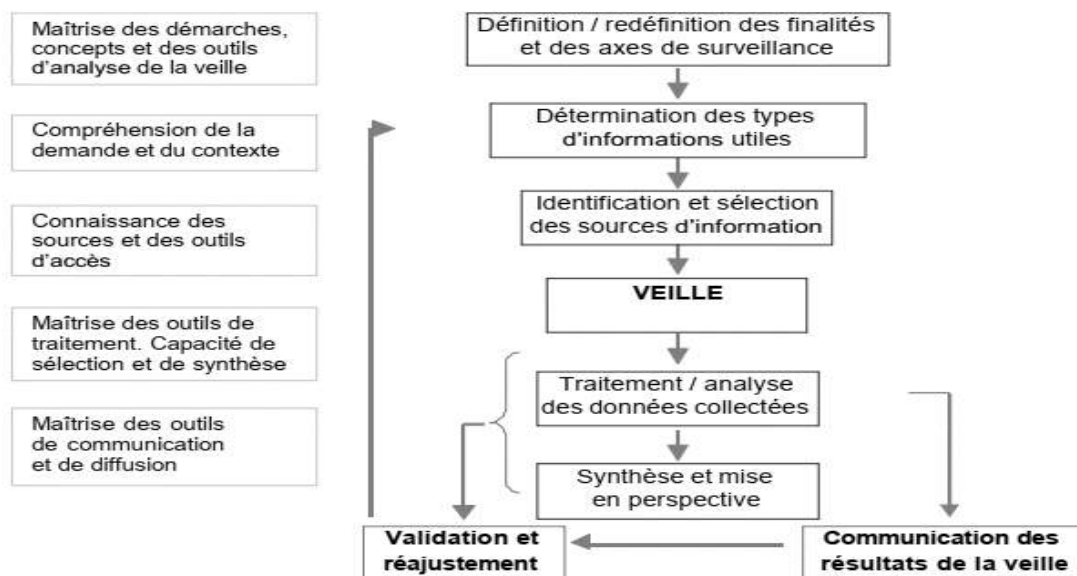 Maîtrise des démarches,
concepts et des outils
d'analyse de la veille
Compréhension de la
demande et du contexte
Connaissance des
sources et des outils
d'accès
Maîtrise des outils de
traitement. Capacité de
sélection et de synthèse
Maîtrise des outils
de communication
et de diffusion
Définition / redéfinition des finalités
et des axes de surveillance
Détermination des types
d'informations utiles
Identification et sélection
des sources d'information
VEILLE
Traitement / analyse
des données collectées
Synthèse et mise
en perspective
Validation et
réajustement
Communication des
résultats de la veille